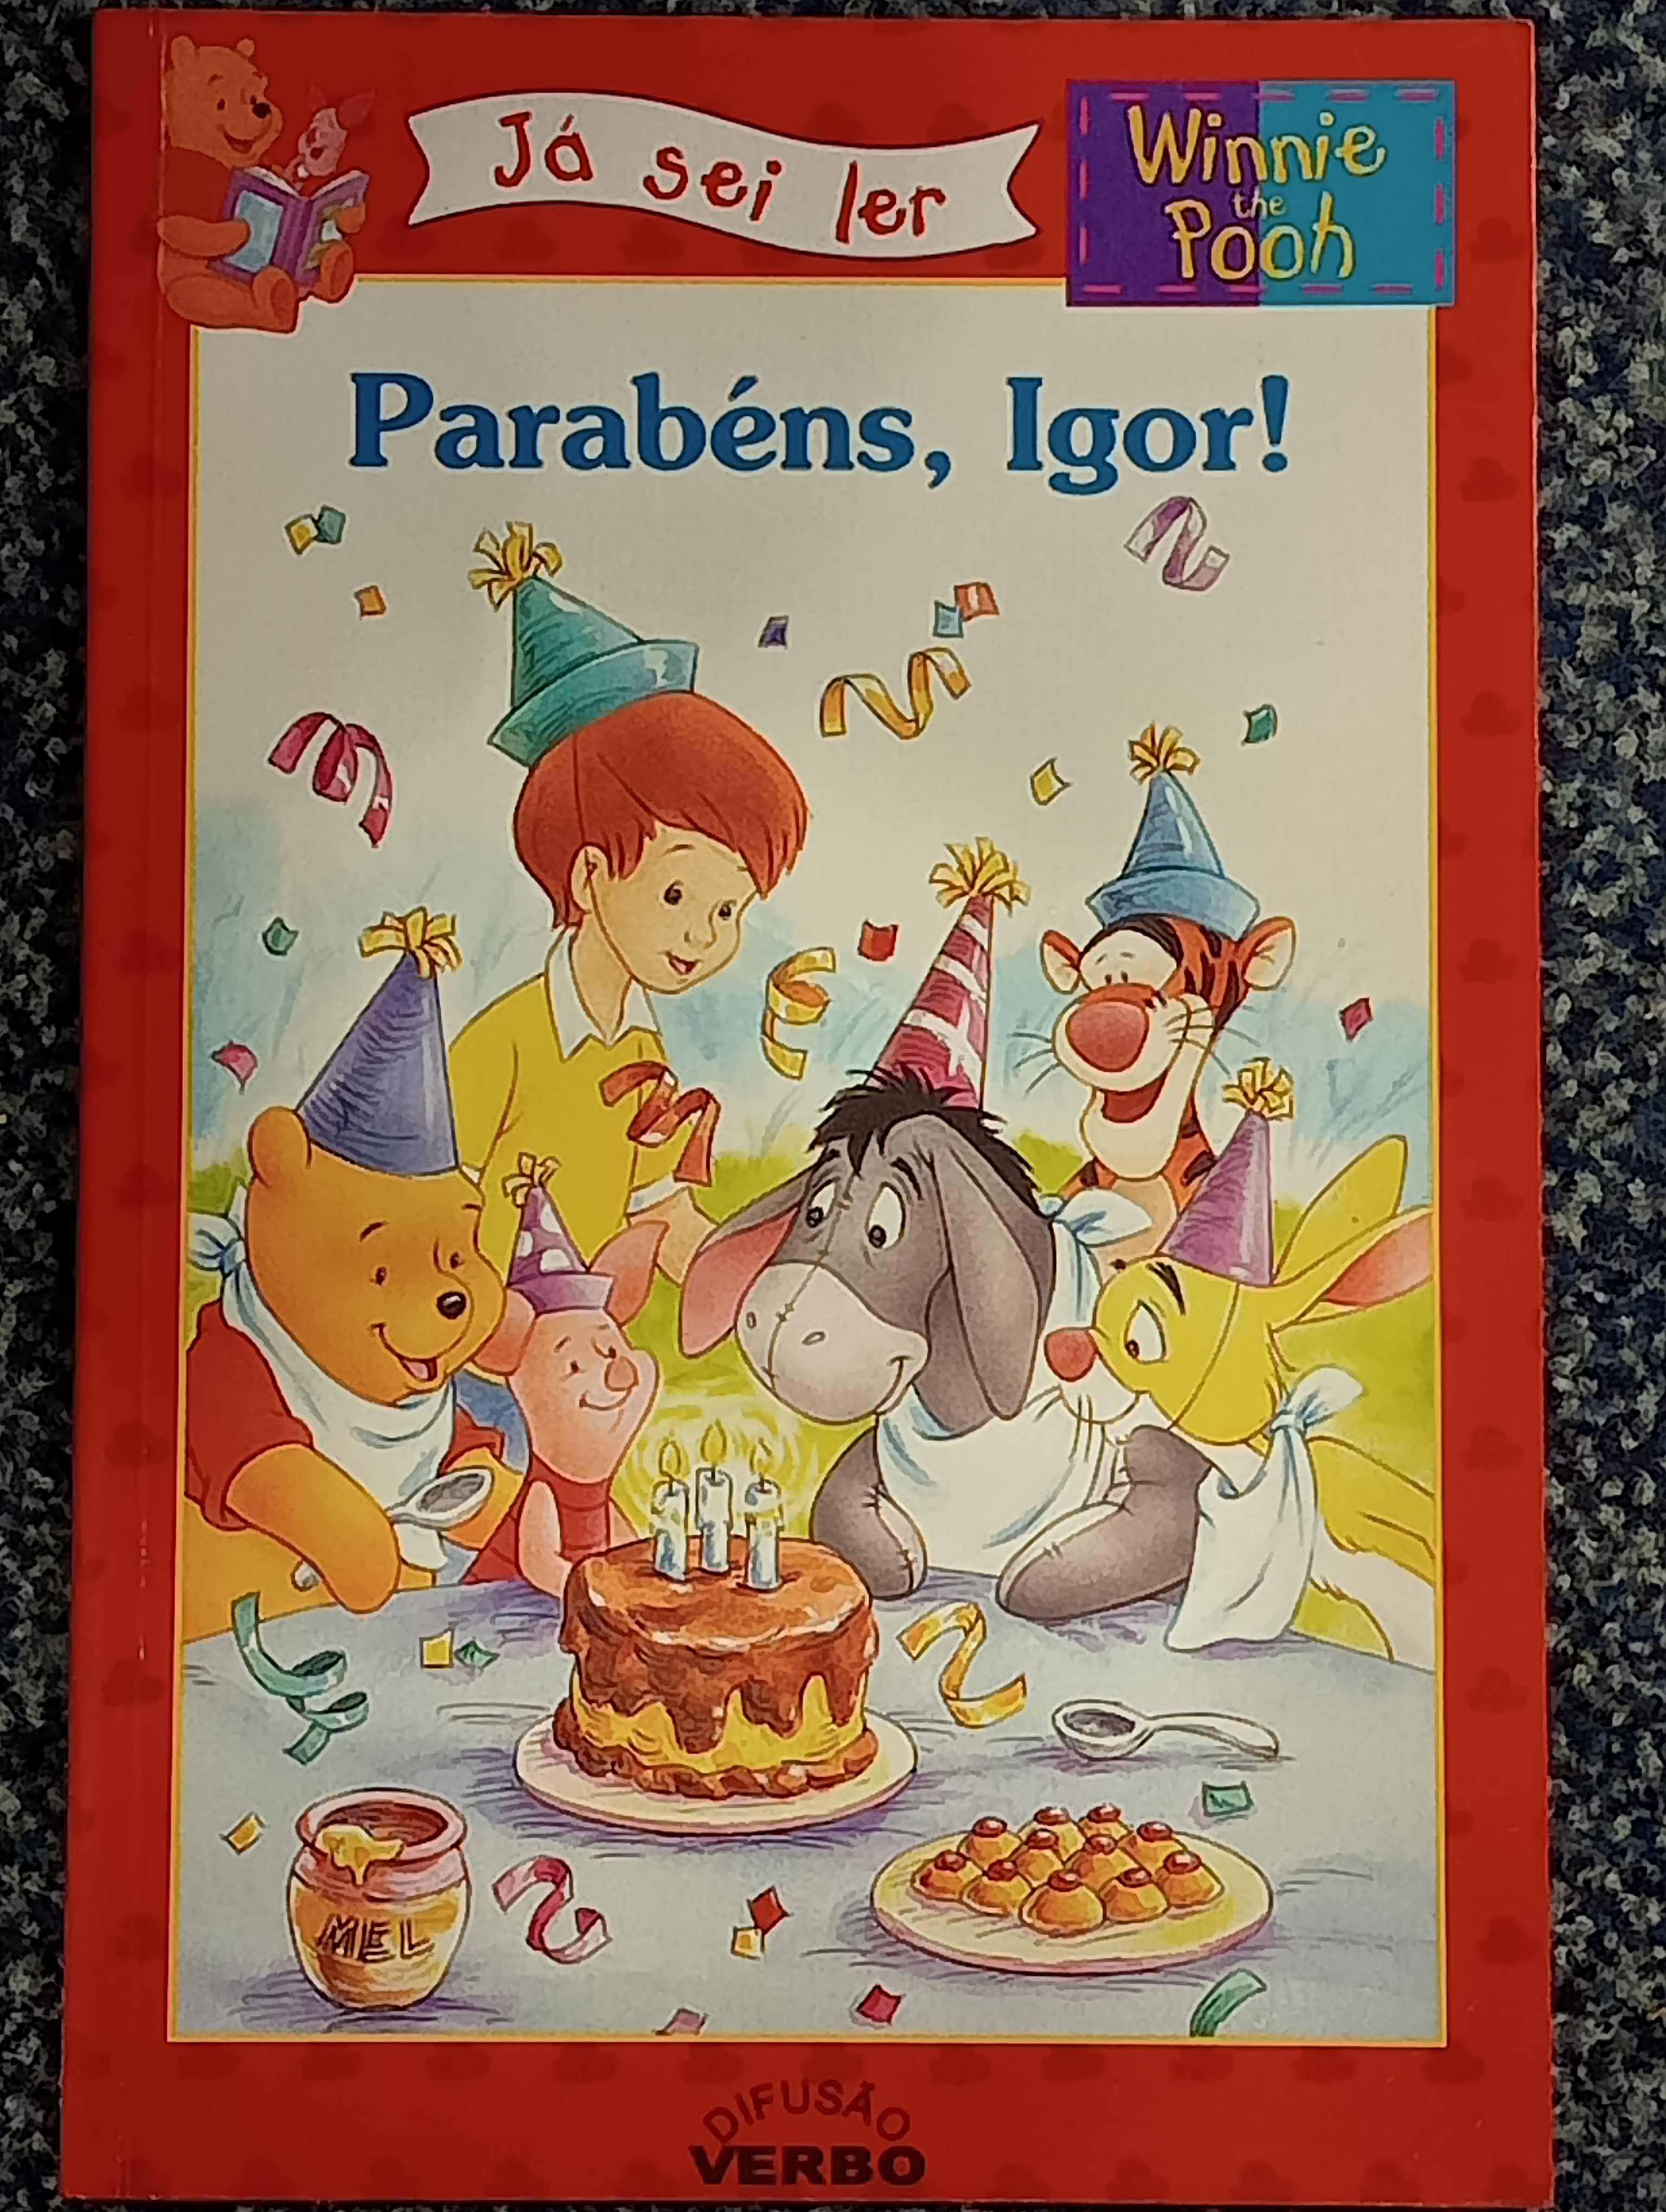 Já sei ler
Winnie
the
Pooh
Parabéns, Igor!
MEL
DIFUSÃO
VERBO